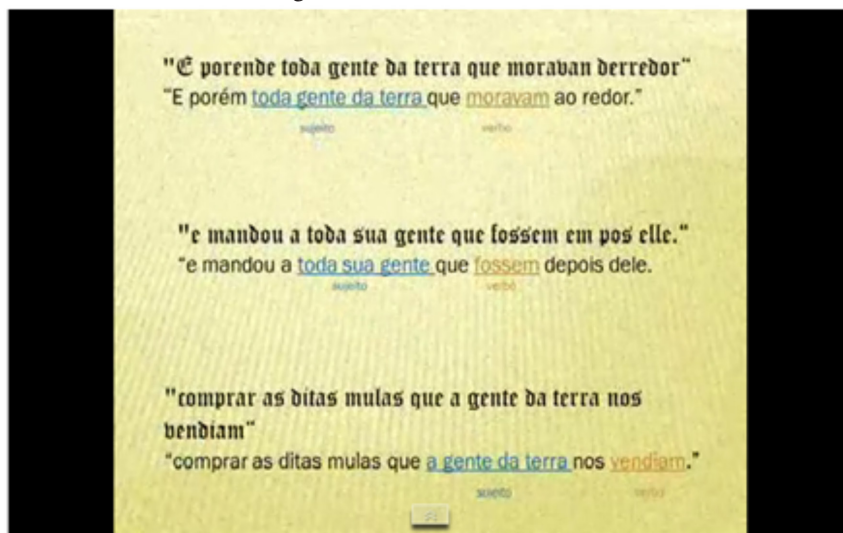 "E porende toda gente da terra que moravan derredor"
"E porém toda gente da terra que moravam ao redor."
sujeito verbo
"e mandou a toda sua gente que fossem em pos elle."
"e mandou a toda sua gente que fossem depois dele.
sujeito verbo
"comprar as ditas mulas que a gente da terra nos
vendiam"
"comprar as ditas mulas que a gente da terra nos vendiam."
sujeito verbo